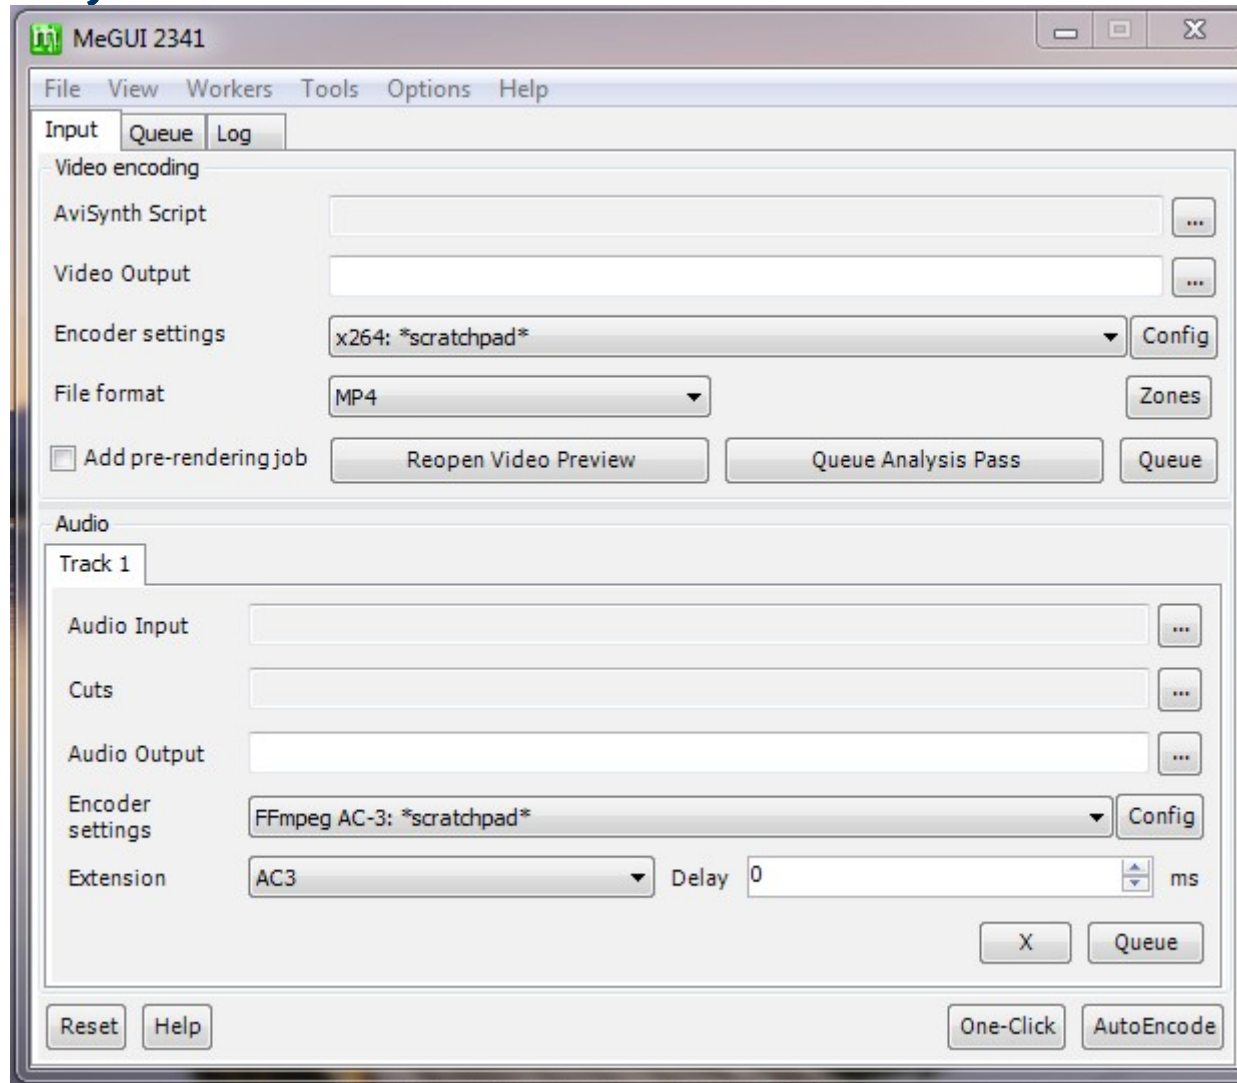 MeGUI 2341
File View Workers Tools Options Help
Input Queue Log
Video encoding
AviSynth Script ...
Video Output ...
Encoder settings x264: *scratchpad* Config
File format MP4 Zones
Add pre-rendering job Reopen Video Preview Queue Analysis Pass Queue
Audio
Track 1
Audio Input ...
Cuts ...
Audio Output ...
Encoder
settings FFmpeg AC-3: *scratchpad* Config
Extension AC3 Delay 0 ms
X Queue
Reset Help One-Click AutoEncode